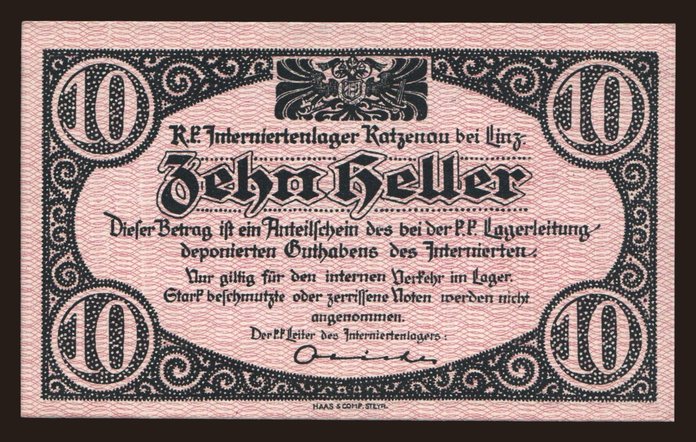 10 10
K.k. Interniertenlager Katzenau bei Linz.
Zehn Heller
Dieser Betrag ist ein Anteilschein des bei der k.k. Lagerleitung
deponierten Guthabens des Internierten.
Nur giltig für den internen Verkehr im Lager.
Stark beschmutzte oder zerrissene Noten werden nicht
angenommen.
Der k.k. Leiter des Interniertenlagers:
10 10
HAAS & COMP. STEYR.